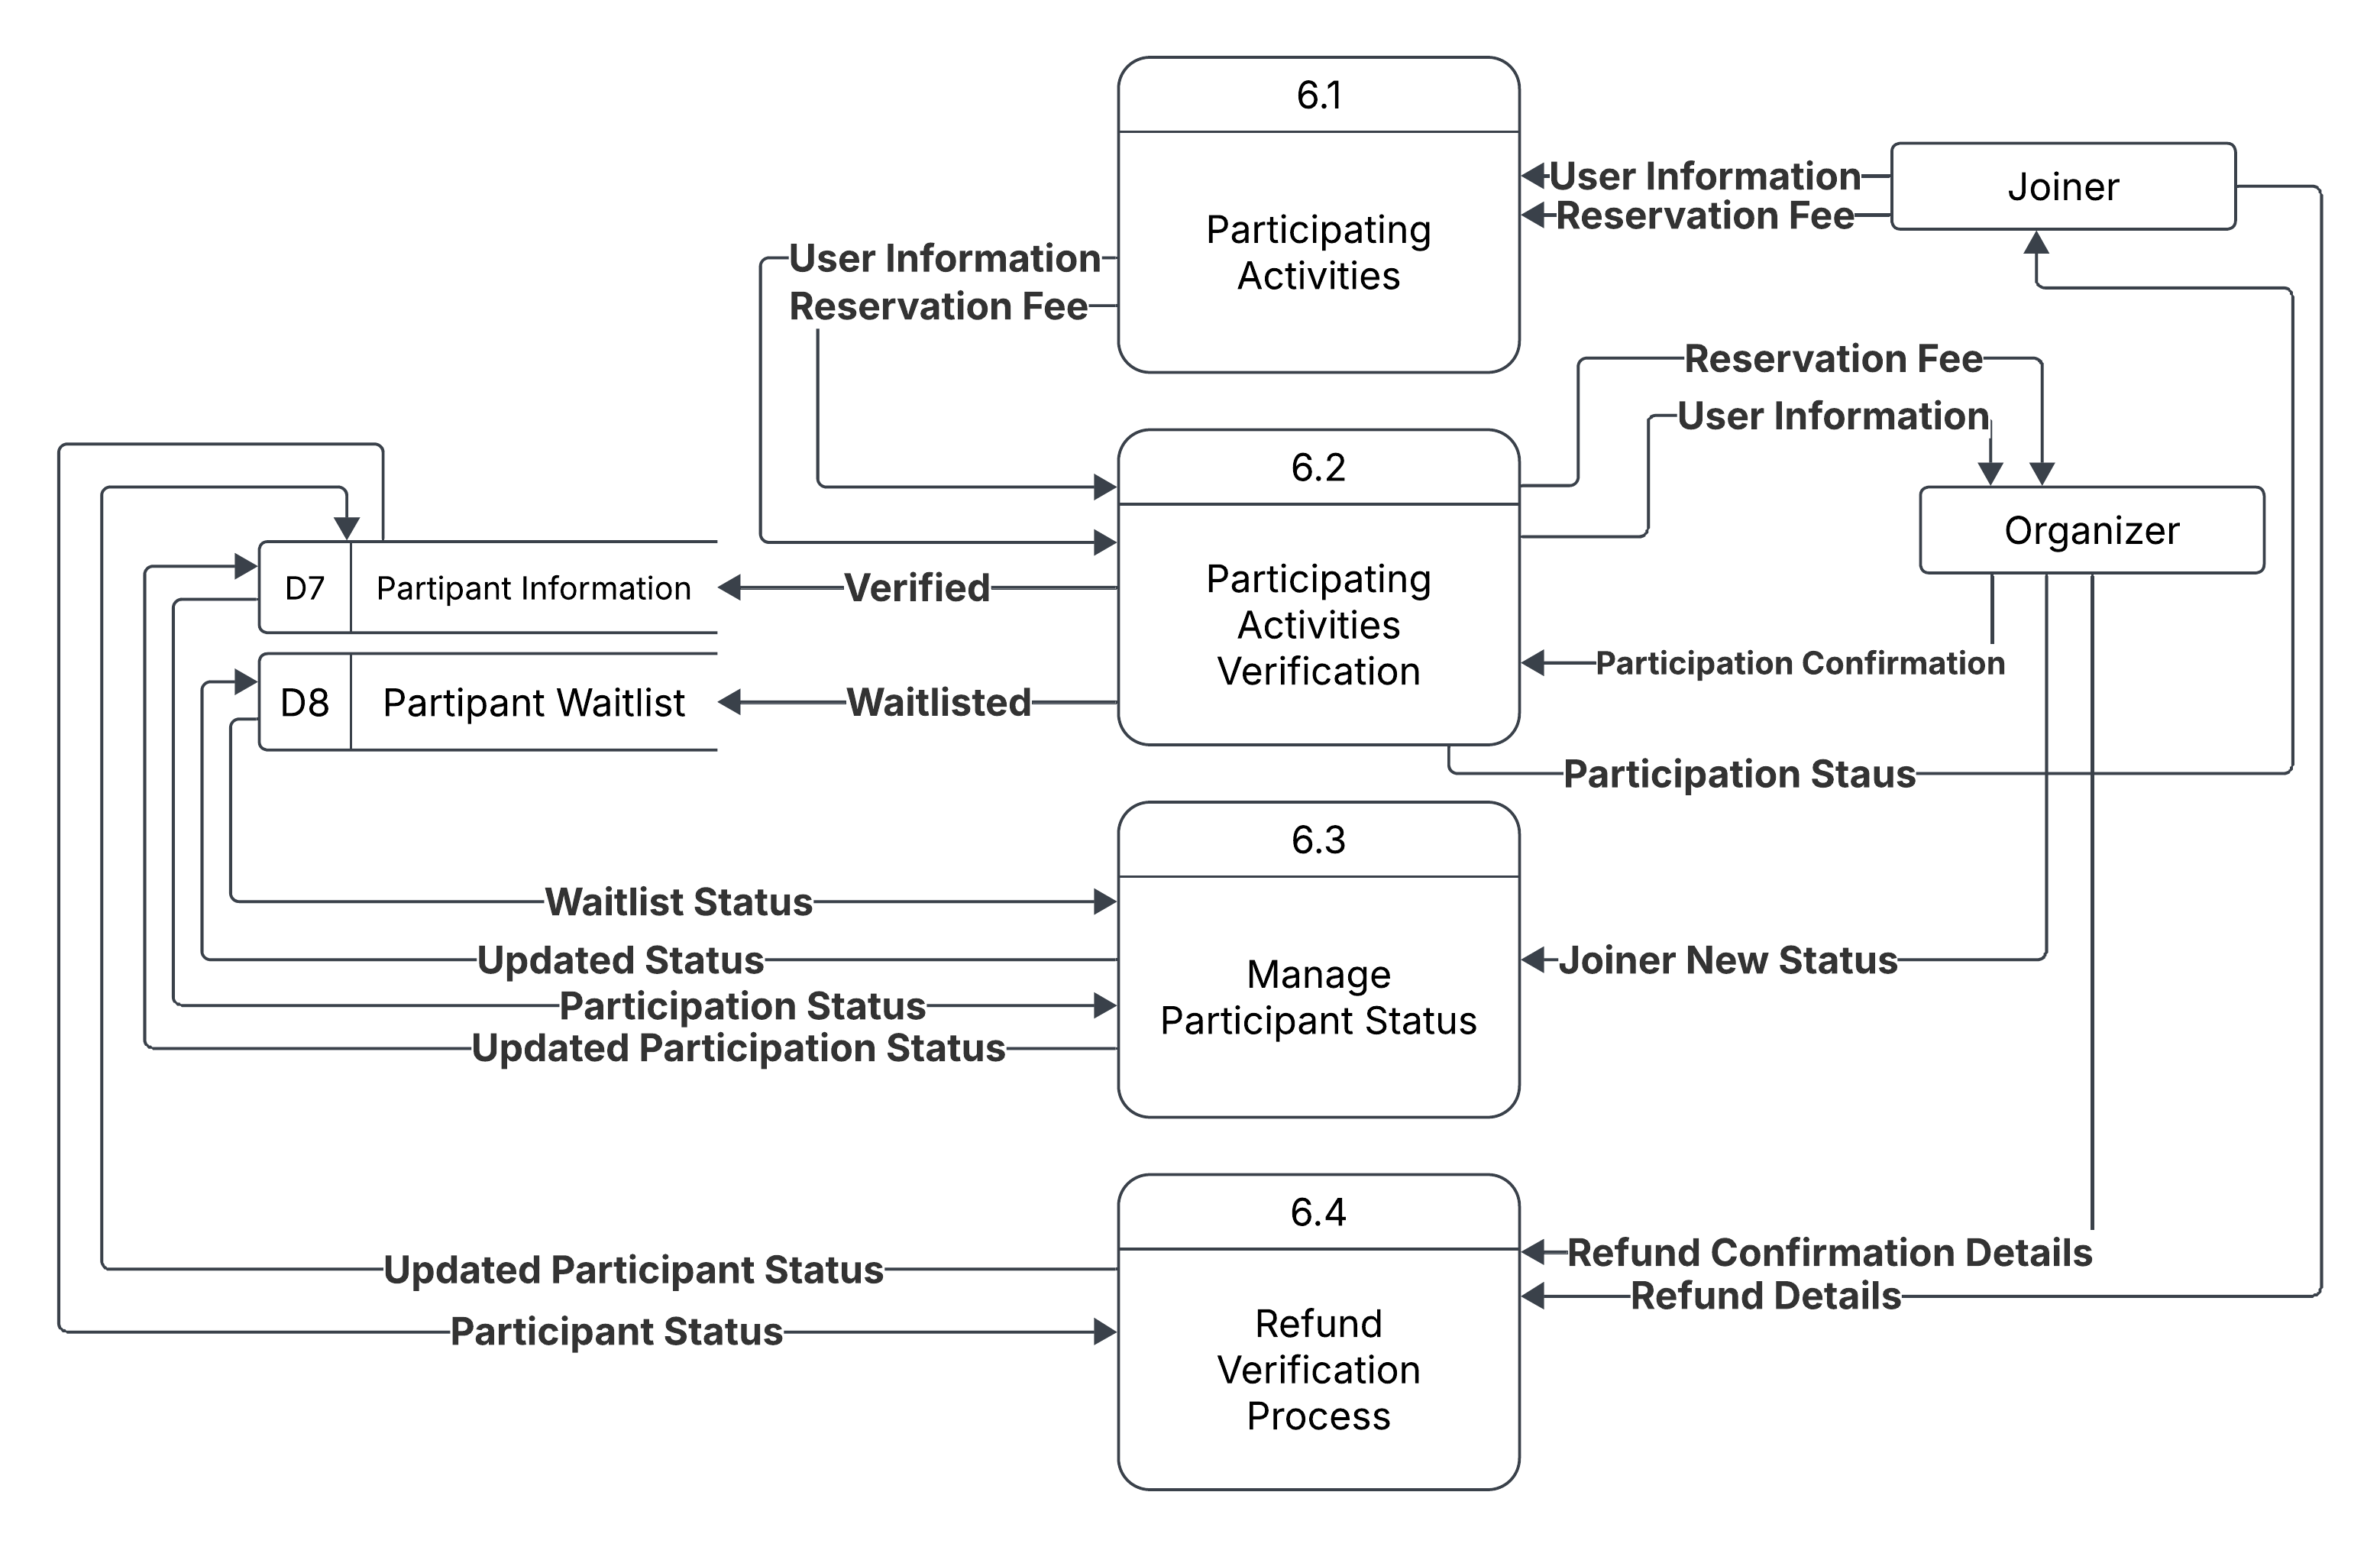 6.1
Participating
Activities
User Information
Reservation Fee
Joiner
User Information
Reservation Fee
Reservation Fee
User Information
6.2
Participating
Activities
Verification
Organizer
D7
Partipant Information
Verified
Participation Confirmation
D8
Partipant Waitlist
Waitlisted
Participation Staus
6.3
Manage
Participant Status
Waitlist Status
Updated Status
Joiner New Status
Participation Status
Updated Participation Status
6.4
Refund
Verification
Process
Refund Confirmation Details
Updated Participant Status
Refund Details
Participant Status